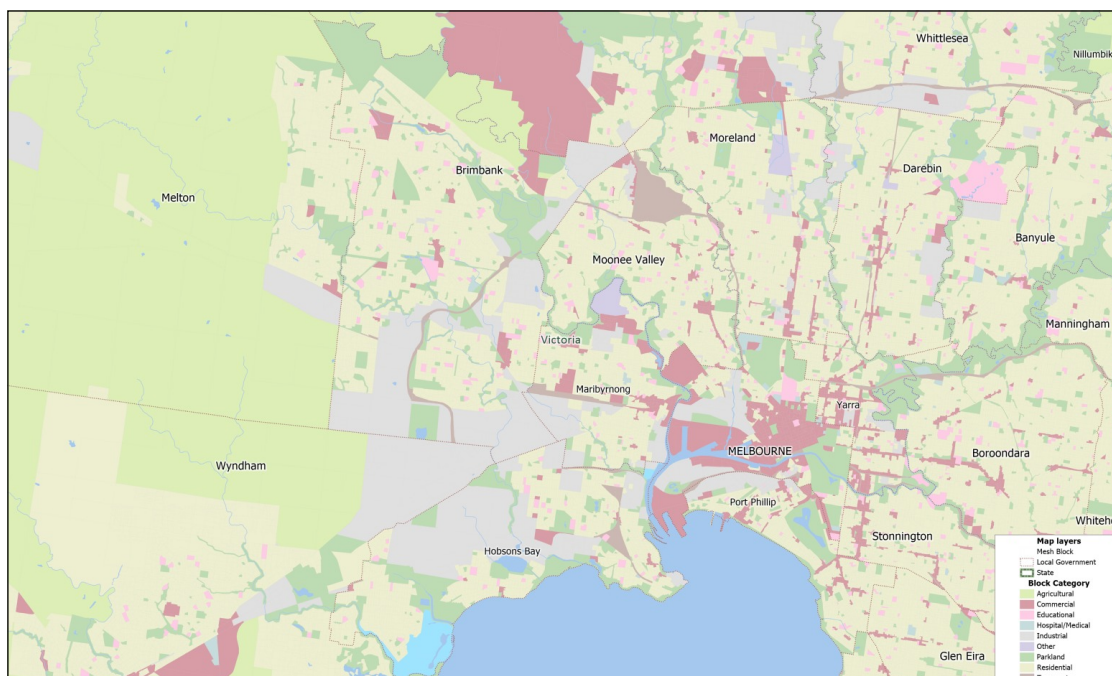 Whittlesea
Nillumbik
Moreland
Darebin
Brimbank
Melton
Banyule
Moonee Valley
Manningham
Victoria
Maribyrnong
Yarra
MELBOURNE
Boroondara
Wyndham
Port Phillip
Whiteh
Stonnington
Hobsons Bay
Glen Eira
Map layers
Mesh Block
Local Government
State
Block Category
Agricultural
Commercial
Educational
Hospital/Medical
Industrial
Other
Parkland
Residential